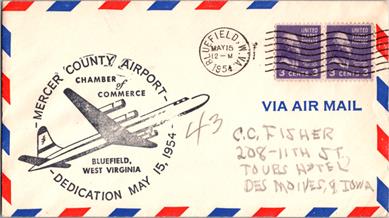 MERCER COUNTY AIRPORT
CHAMBER
of
COMMERCE
BLUEFIELD,
WEST VIRGINIA
DEDICATION MAY 15, 1954
BLUEFIELD, W.VA.
MAY 15
12-M
1954
UNITED
3 CENTS 3
UNITED
3 CENTS 3
VIA AIR MAIL
43
C.C. FISHER
208-11TH ST.
TOURS HOTEL
DES MOINES, 9, IOWA